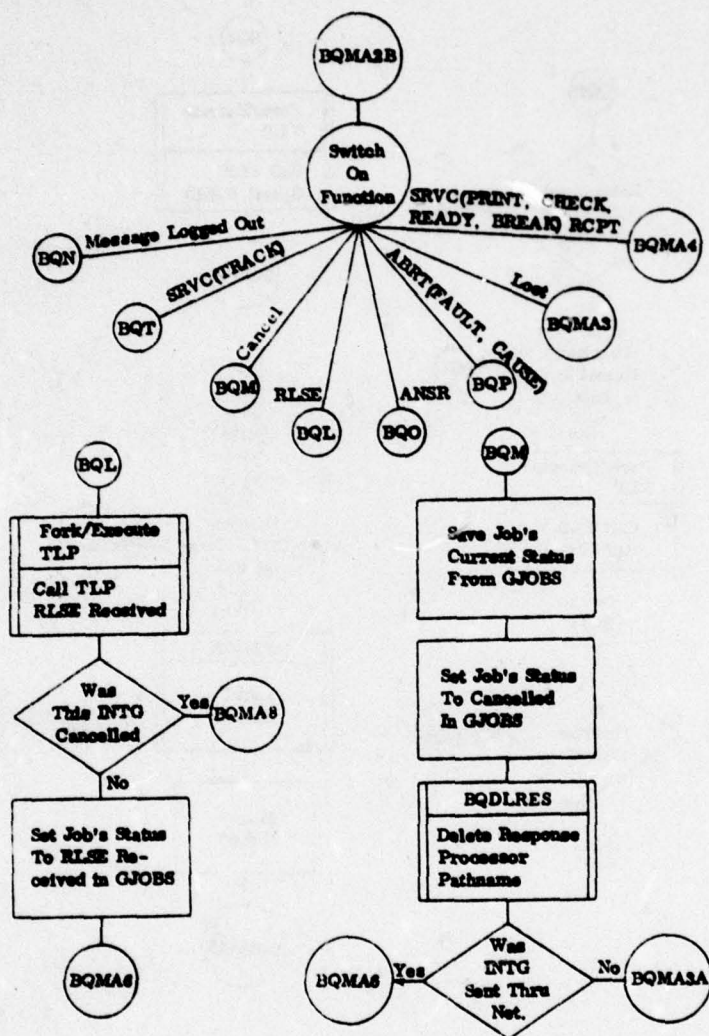 BQMA2B
Switch
On
Function
SRVC(PRINT, CHECK,
READY, BREAK) RCPT
BQMA4
Message Logged Out
BQN
SRVC(TRACK)
BQT
Cancel
BQM
RLSE
BQL
ANSR
BQO
ABRT(FAULT, CAUSE)
BQP
Lost
BQMA3
BQL
Fork/Execute
TLP
Call TLP
RLSE Received
Was
This INTG
Cancelled
Yes
BQMA8
No
Set Job's Status
To RLSE Re-
ceived in GJOBS
BQMA6
BQM
Save Job's
Current Status
From GJOBS
Set Job's Status
To Cancelled
In GJOBS
BQDLRES
Delete Response
Processor
Pathname
Was
INTG
Sent Thru
Net.
Yes
No
BQMA3A